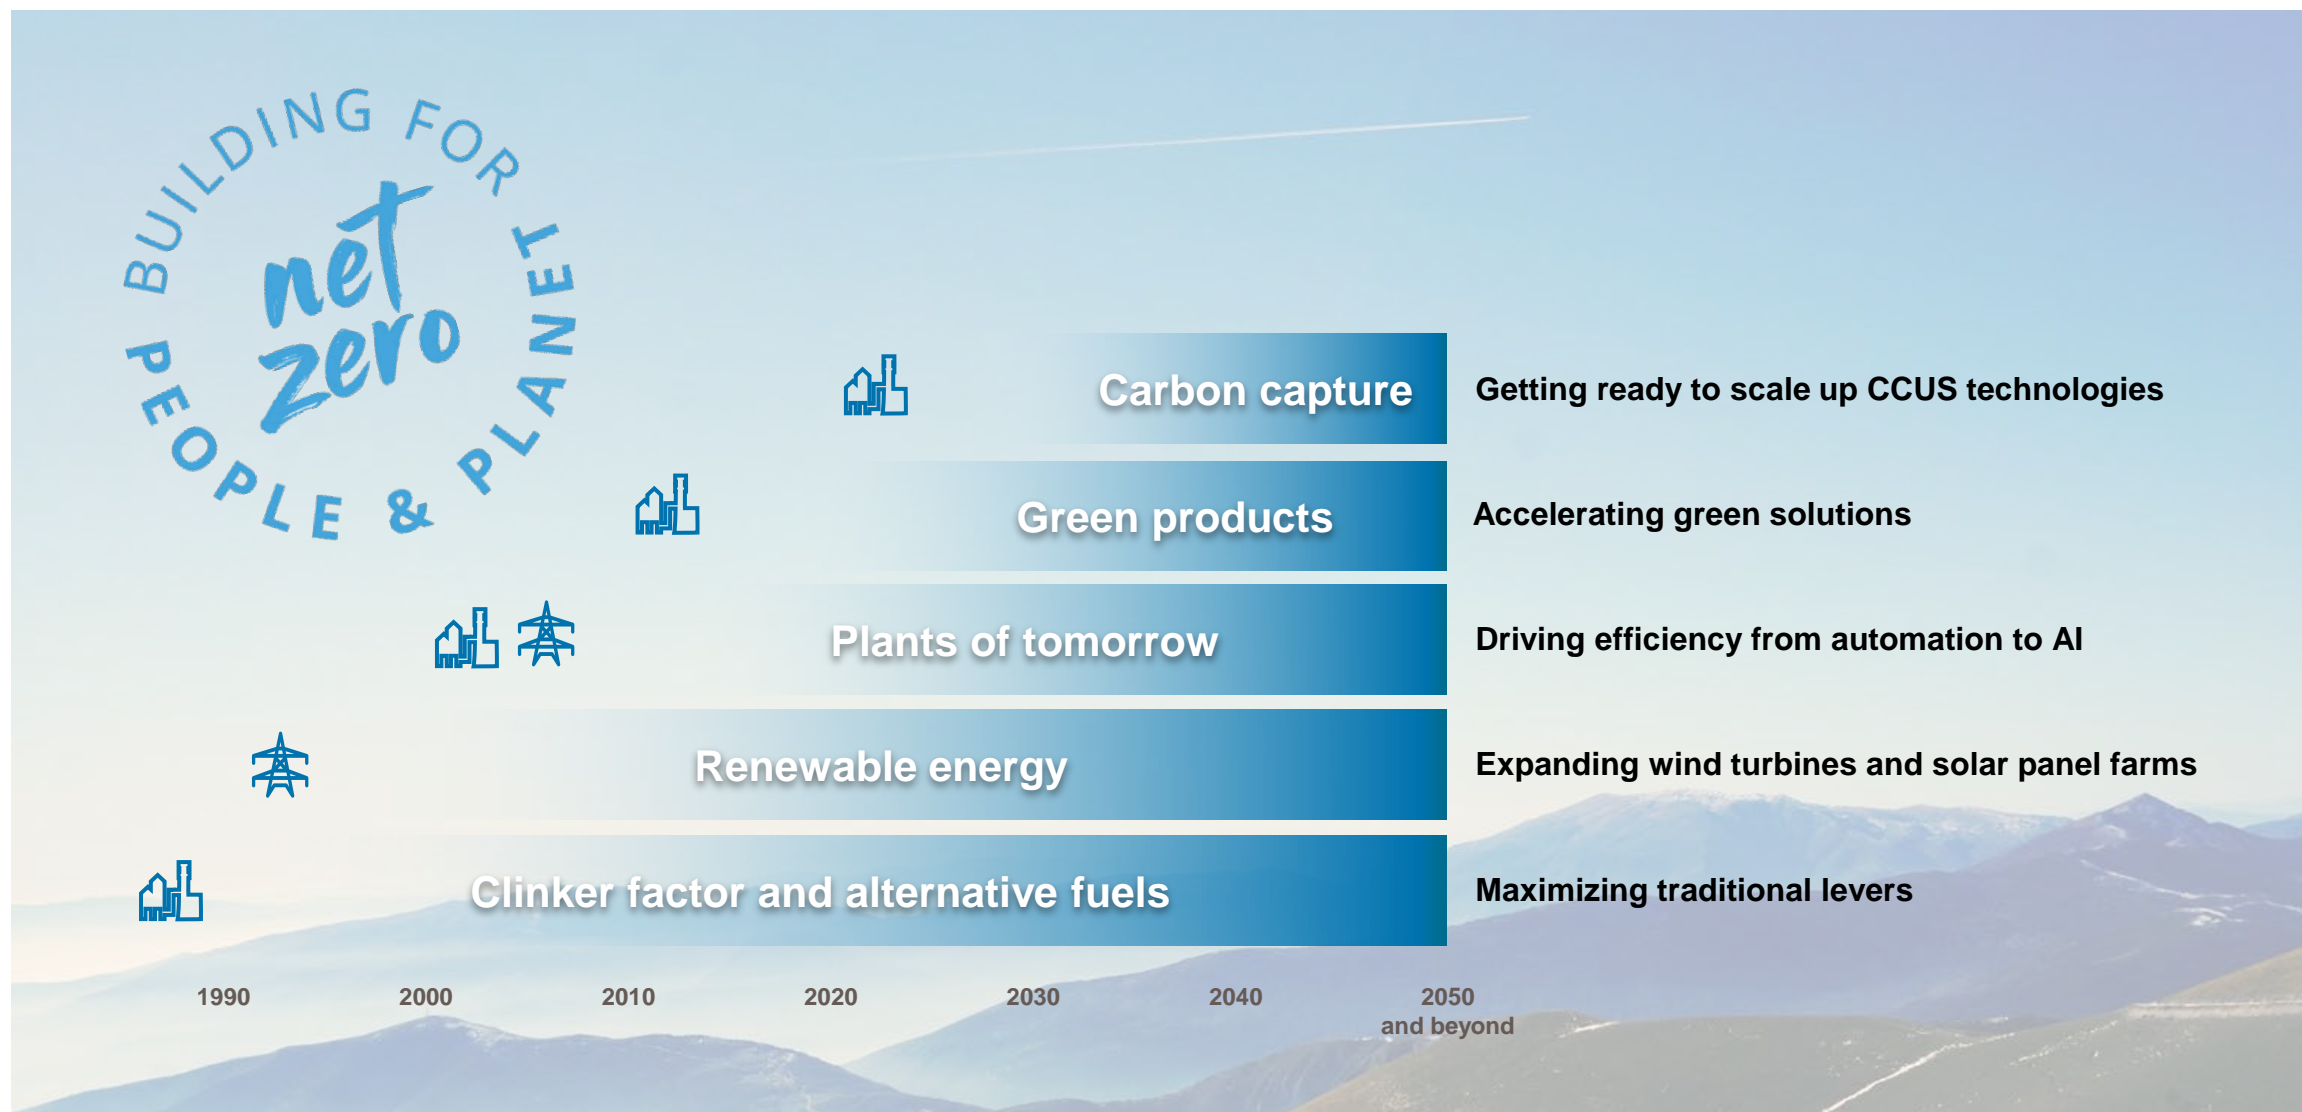 BUILDING FOR
PEOPLE & PLANET
net
zero
Carbon capture
Getting ready to scale up CCUS technologies
Green products
Accelerating green solutions
Plants of tomorrow
Driving efficiency from automation to AI
Renewable energy
Expanding wind turbines and solar panel farms
Clinker factor and alternative fuels
Maximizing traditional levers
1990 2000 2010 2020 2030 2040 2050
and beyond